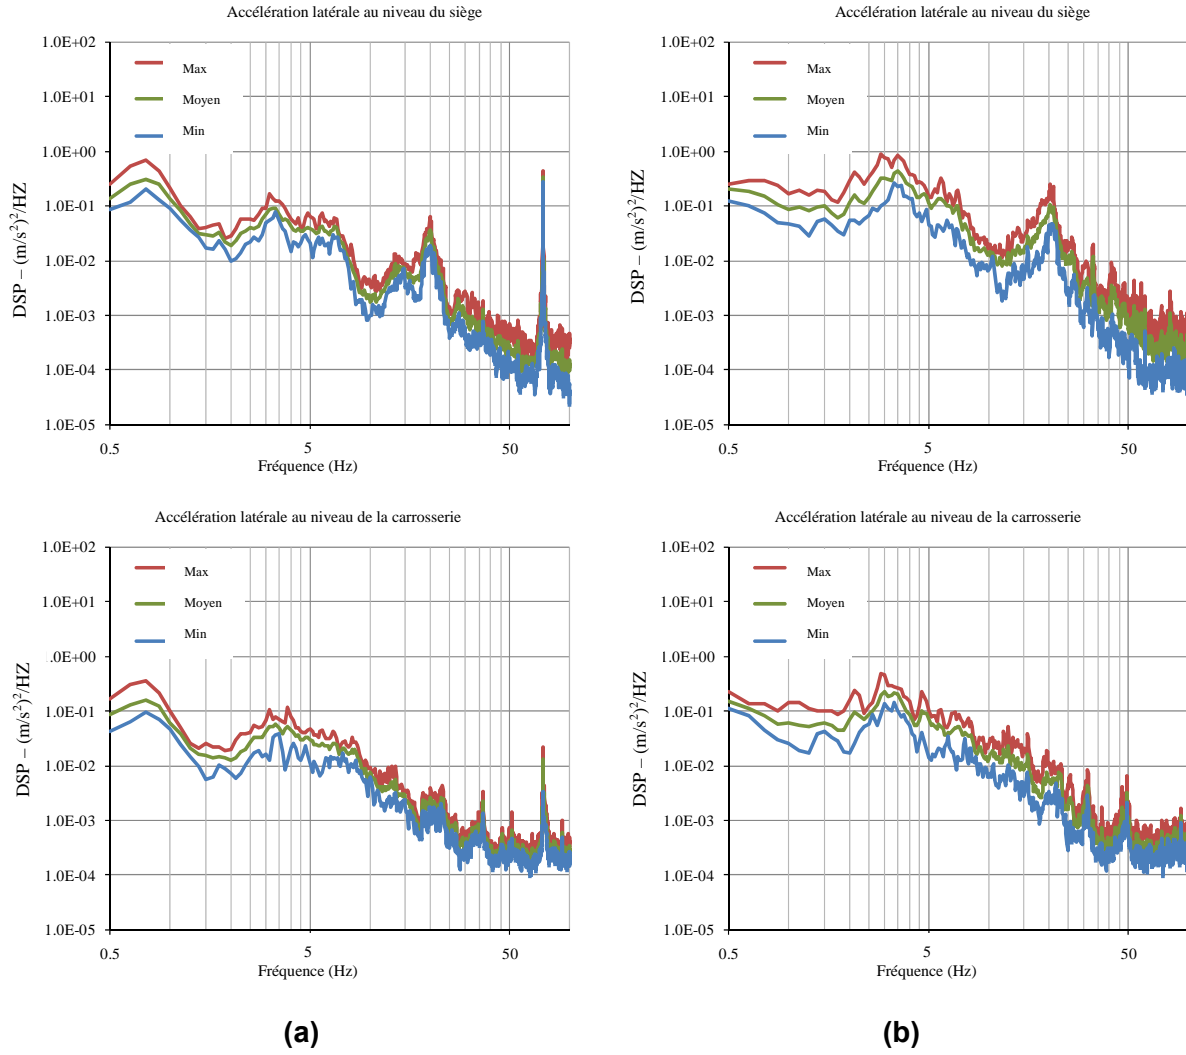 Accélération latérale au niveau du siège
1.0E+02
1.0E+01
1.0E+00
1.0E-01
1.0E-02
1.0E-03
1.0E-04
1.0E-05
DSP – (m/s²)²/HZ
Max
Moyen
Min
0.5
5
50
Fréquence (Hz)
Accélération latérale au niveau du siège
1.0E+02
1.0E+01
1.0E+00
1.0E-01
1.0E-02
1.0E-03
1.0E-04
1.0E-05
DSP – (m/s²)²/HZ
Max
Moyen
Min
0.5
5
50
Fréquence (Hz)
Accélération latérale au niveau de la carrosserie
1.0E+02
1.0E+01
.0E+00
1.0E-01
1.0E-02
1.0E-03
1.0E-04
1.0E-05
DSP – (m/s²)²/HZ
Max
Moyen
Min
0.5
5
50
Fréquence (Hz)
Accélération latérale au niveau de la carrosserie
1.0E+02
1.0E+01
1.0E+00
1.0E-01
1.0E-02
1.0E-03
1.0E-04
1.0E-05
DSP – (m/s²)²/HZ
Max
Moyen
Min
0.5
5
50
Fréquence (Hz)
(a)
(b)